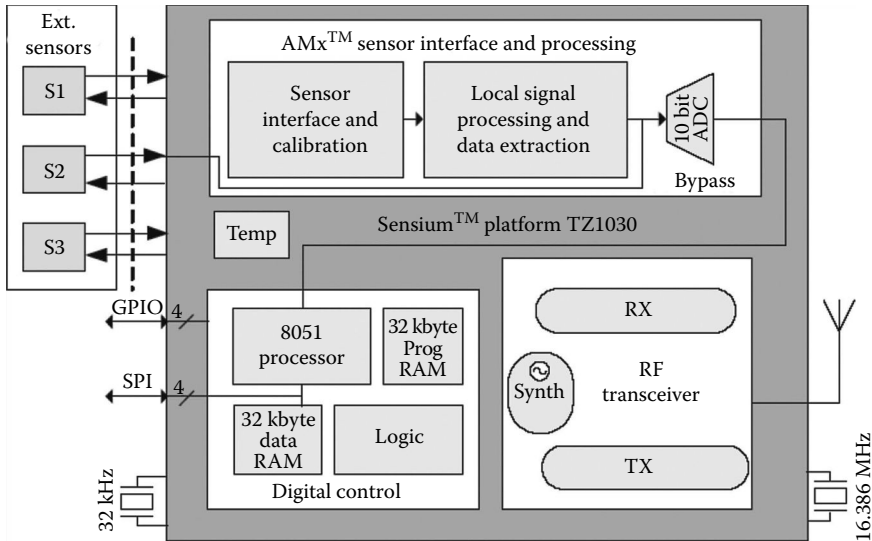 Ext.
sensors
S1
S2
S3
AMx™ sensor interface and processing
Sensor
interface and
calibration
Local signal
processing and
data extraction
10 bit
ADC
Bypass
Temp
Sensium™ platform TZ1030
GPIO
4
SPI
4
8051
processor
32 kbyte
Prog
RAM
32 kbyte
data
RAM
Logic
Digital control
RX
Synth
RF
transceiver
TX
32 kHz
16.386 MHz